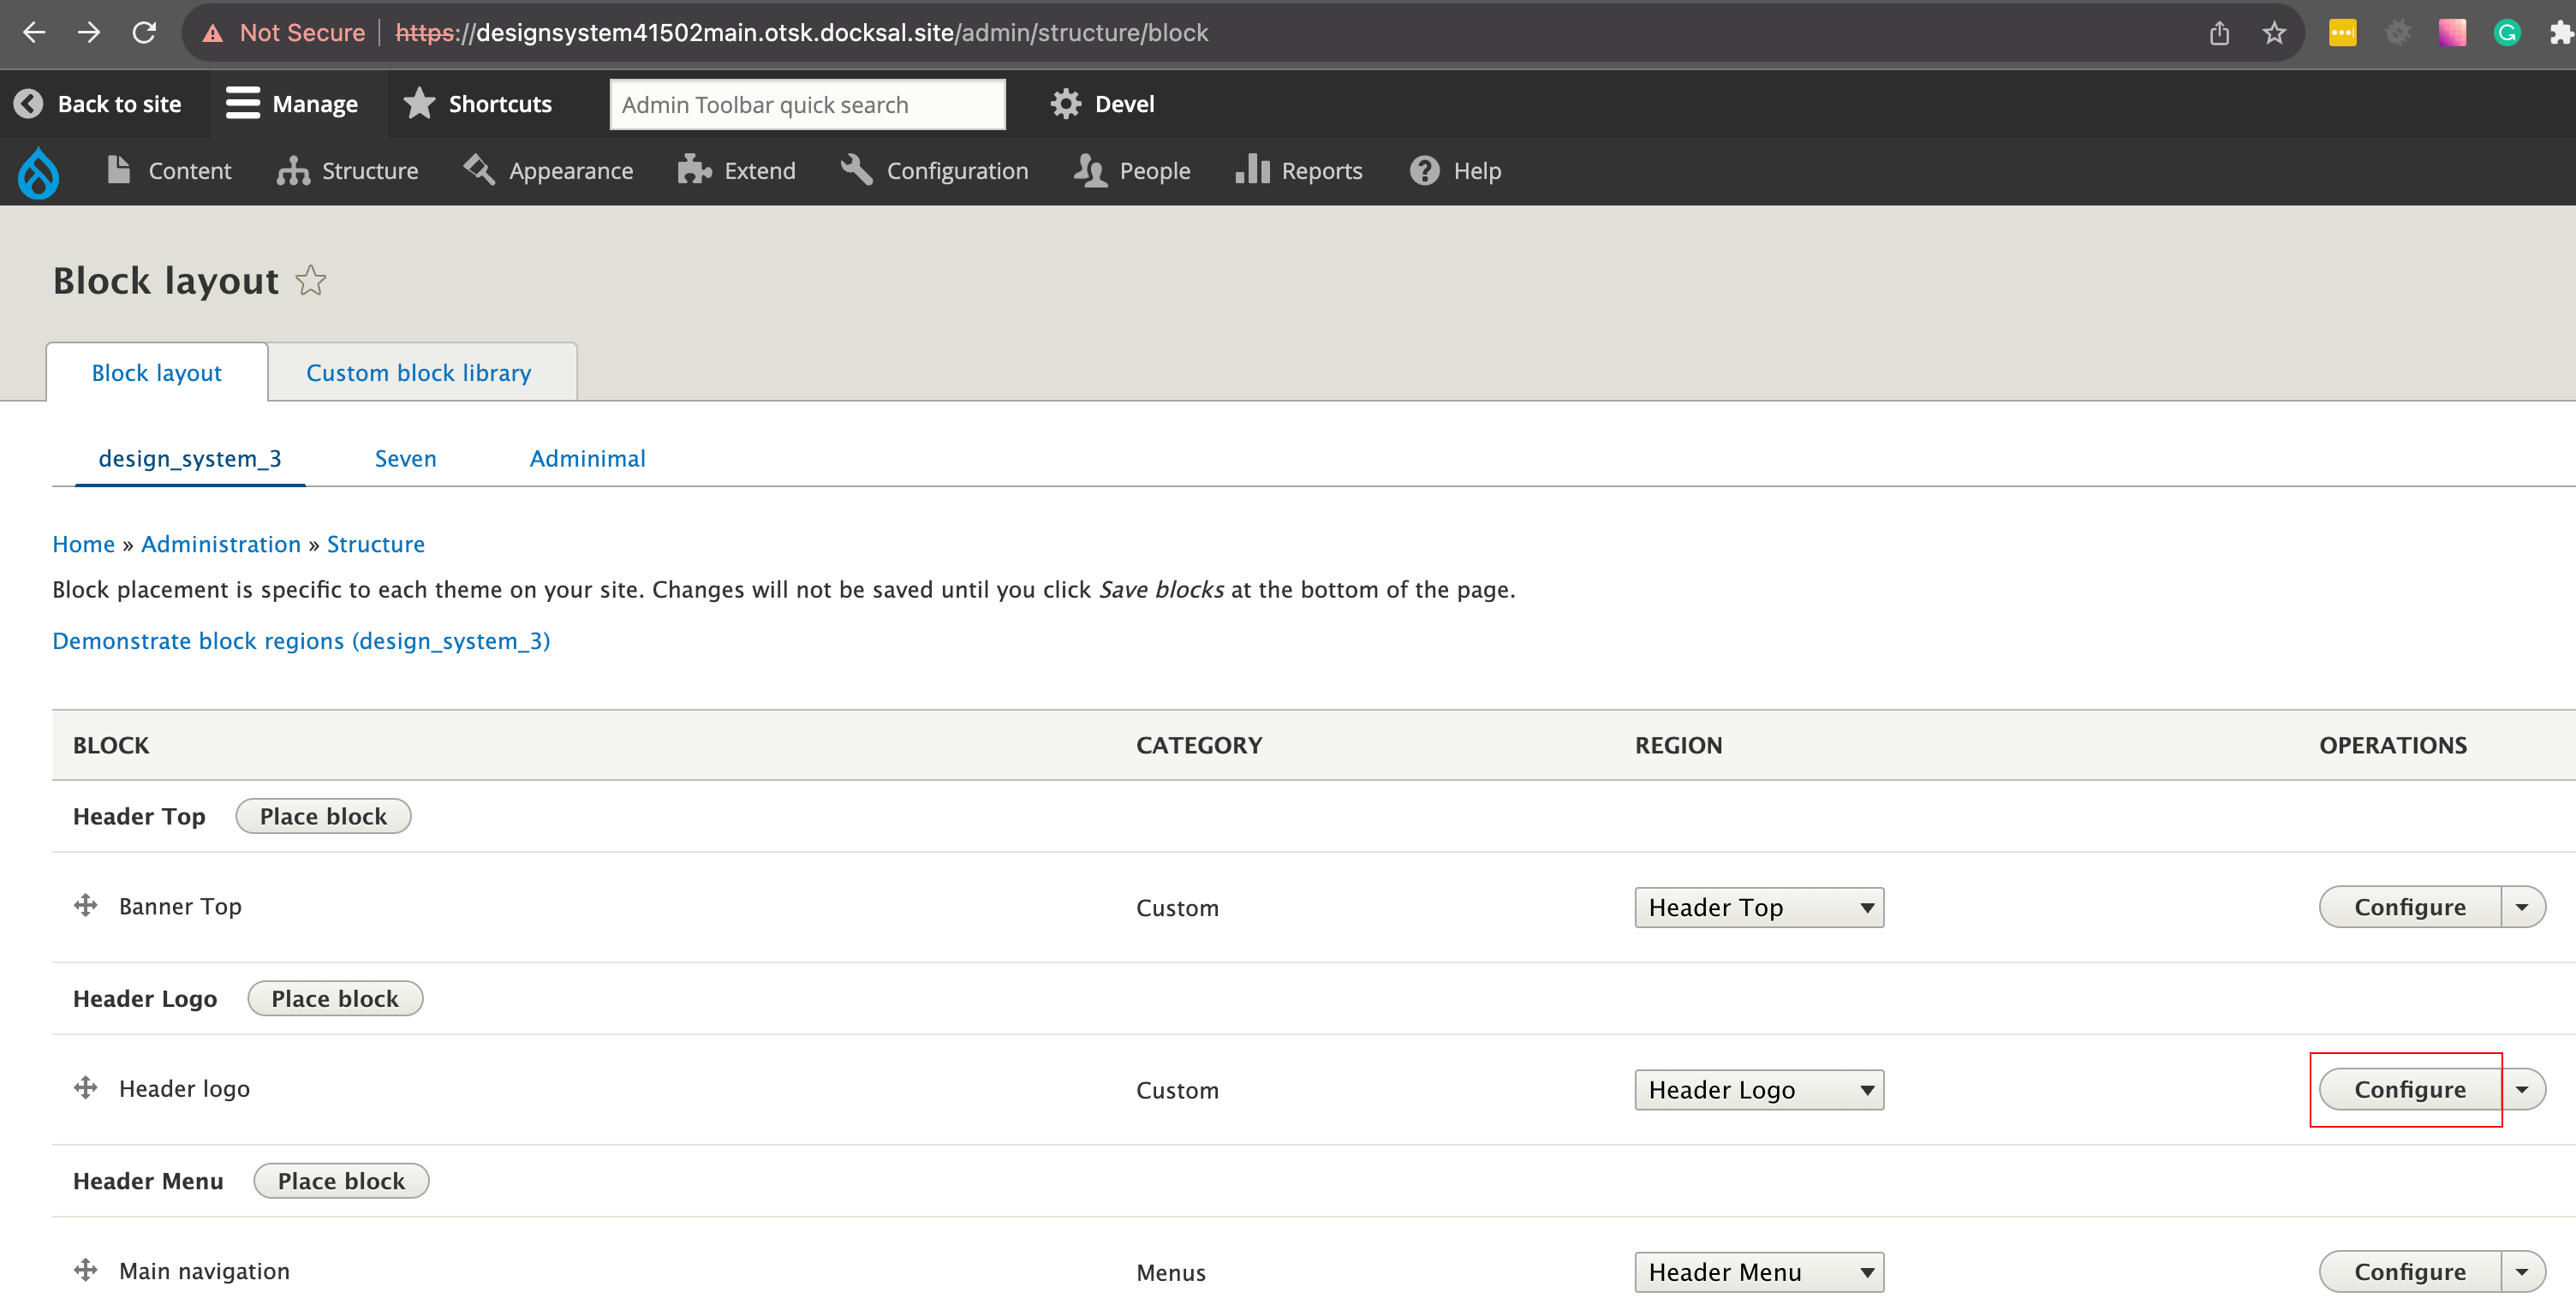 Not Secure https://designsystem41502main.otsk.docksal.site/admin/structure/block
Back to site Manage Shortcuts Admin Toolbar quick search Devel
Content Structure Appearance Extend Configuration People Reports Help
Block layout
Block layout Custom block library
design_system_3 Seven Adminimal
Home » Administration » Structure
Block placement is specific to each theme on your site. Changes will not be saved until you click Save blocks at the bottom of the page.
Demonstrate block regions (design_system_3)
BLOCK CATEGORY REGION OPERATIONS
Header Top Place block
Banner Top Custom Header Top Configure
Header Logo Place block
Header logo Custom Header Logo Configure
Header Menu Place block
Main navigation Menus Header Menu Configure